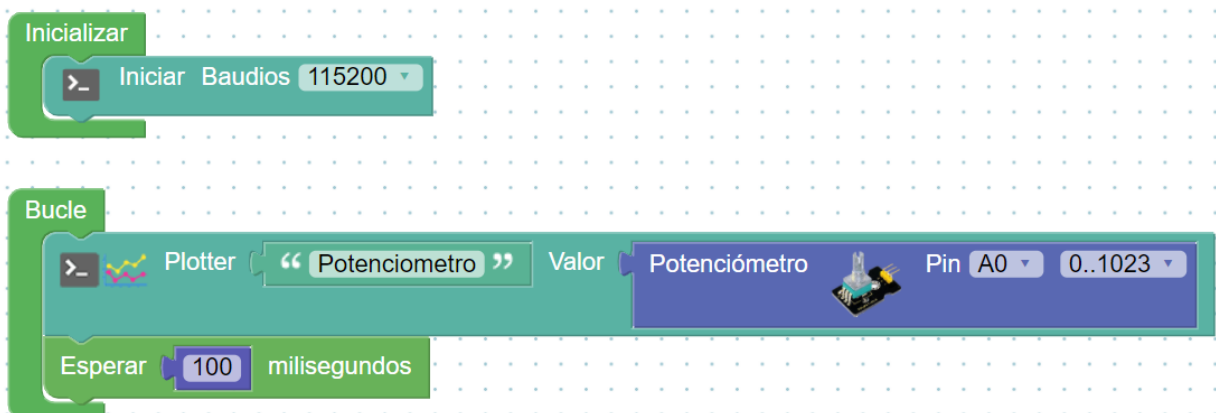 Inicializar
>_ Iniciar Baudios 115200
Bucle
>_ Plotter “ Potenciometro ” Valor Potenciómetro Pin A0 0..1023
Esperar 100 milisegundos